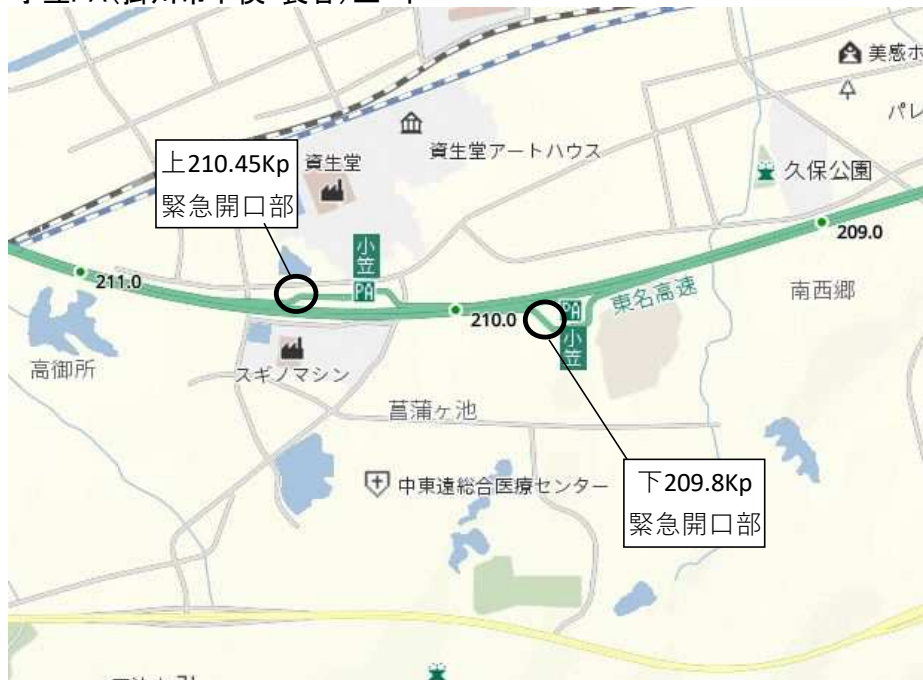 美感ホ
パレ
上210.45Kp
緊急開口部
資生堂
資生堂アートハウス
久保公園
小笠
PA
209.0
211.0
210.0
東名高速
南西郷
PA
小笠
高御所
スギノマシン
菖蒲ヶ池
中東遠総合医療センター
下209.8Kp
緊急開口部